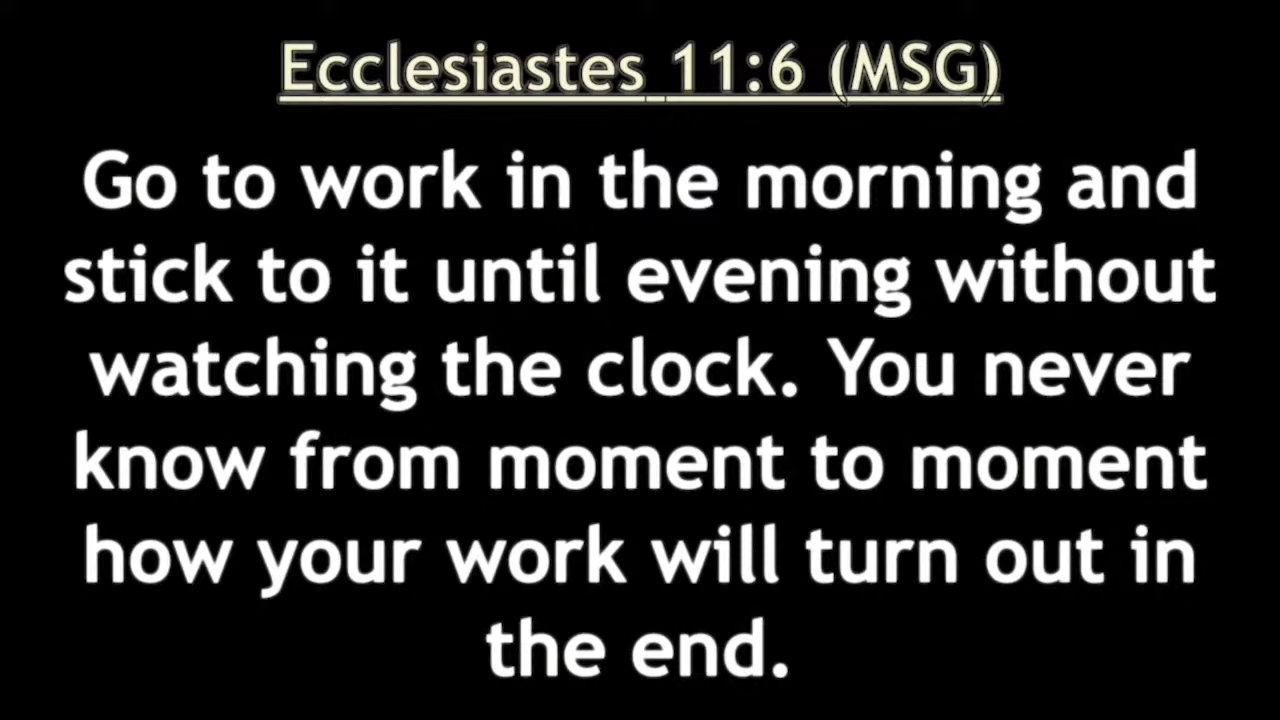 Ecclesiastes 11:6 (MSG)
Go to work in the morning and
stick to it until evening without
watching the clock. You never
know from moment to moment
how your work will turn out in
the end.